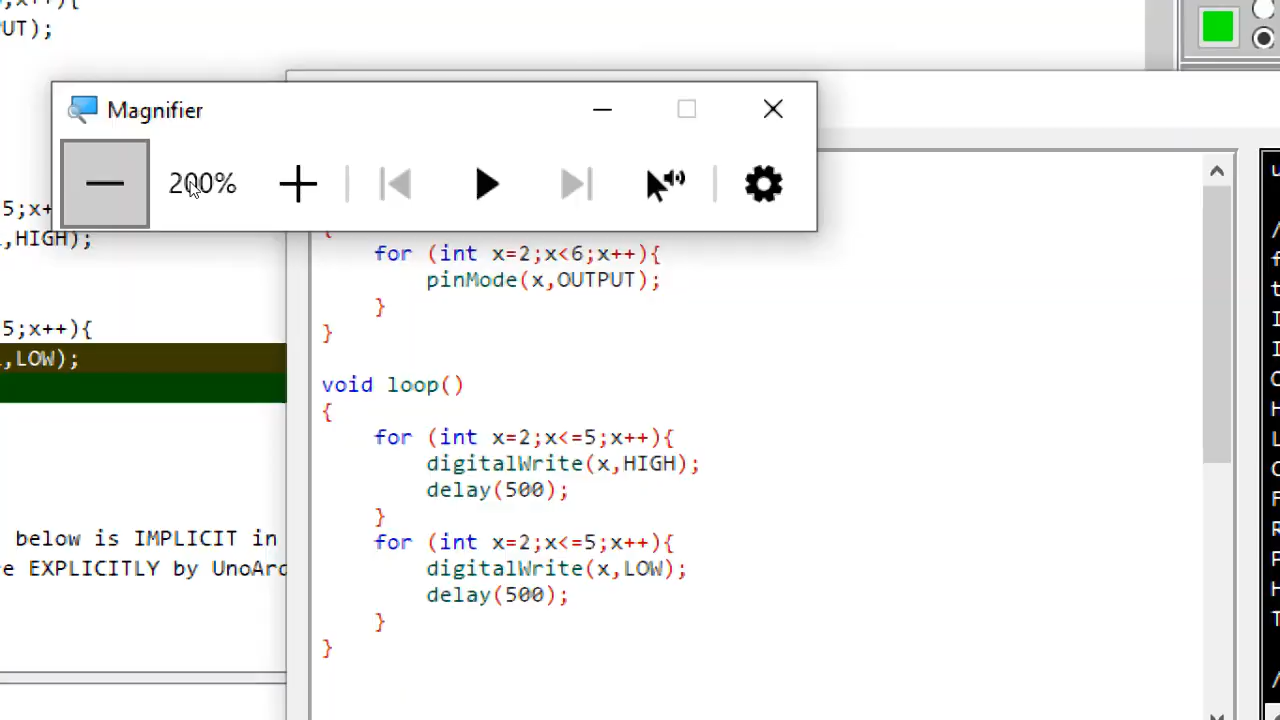 ,x++){
PUT);
Magnifier
200%
5;x+
,HIGH);
5;x++){
,LOW);
below is IMPLICIT in
e EXPLICITLY by UnoArd
{
for (int x=2;x<6;x++){
pinMode(x,OUTPUT);
}
}
void loop()
{
for (int x=2;x<=5;x++){
digitalWrite(x,HIGH);
delay(500);
}
for (int x=2;x<=5;x++){
digitalWrite(x,LOW);
delay(500);
}
}
u
/
f
t
I
I
C
H
L
C
F
R
P
H
T
/